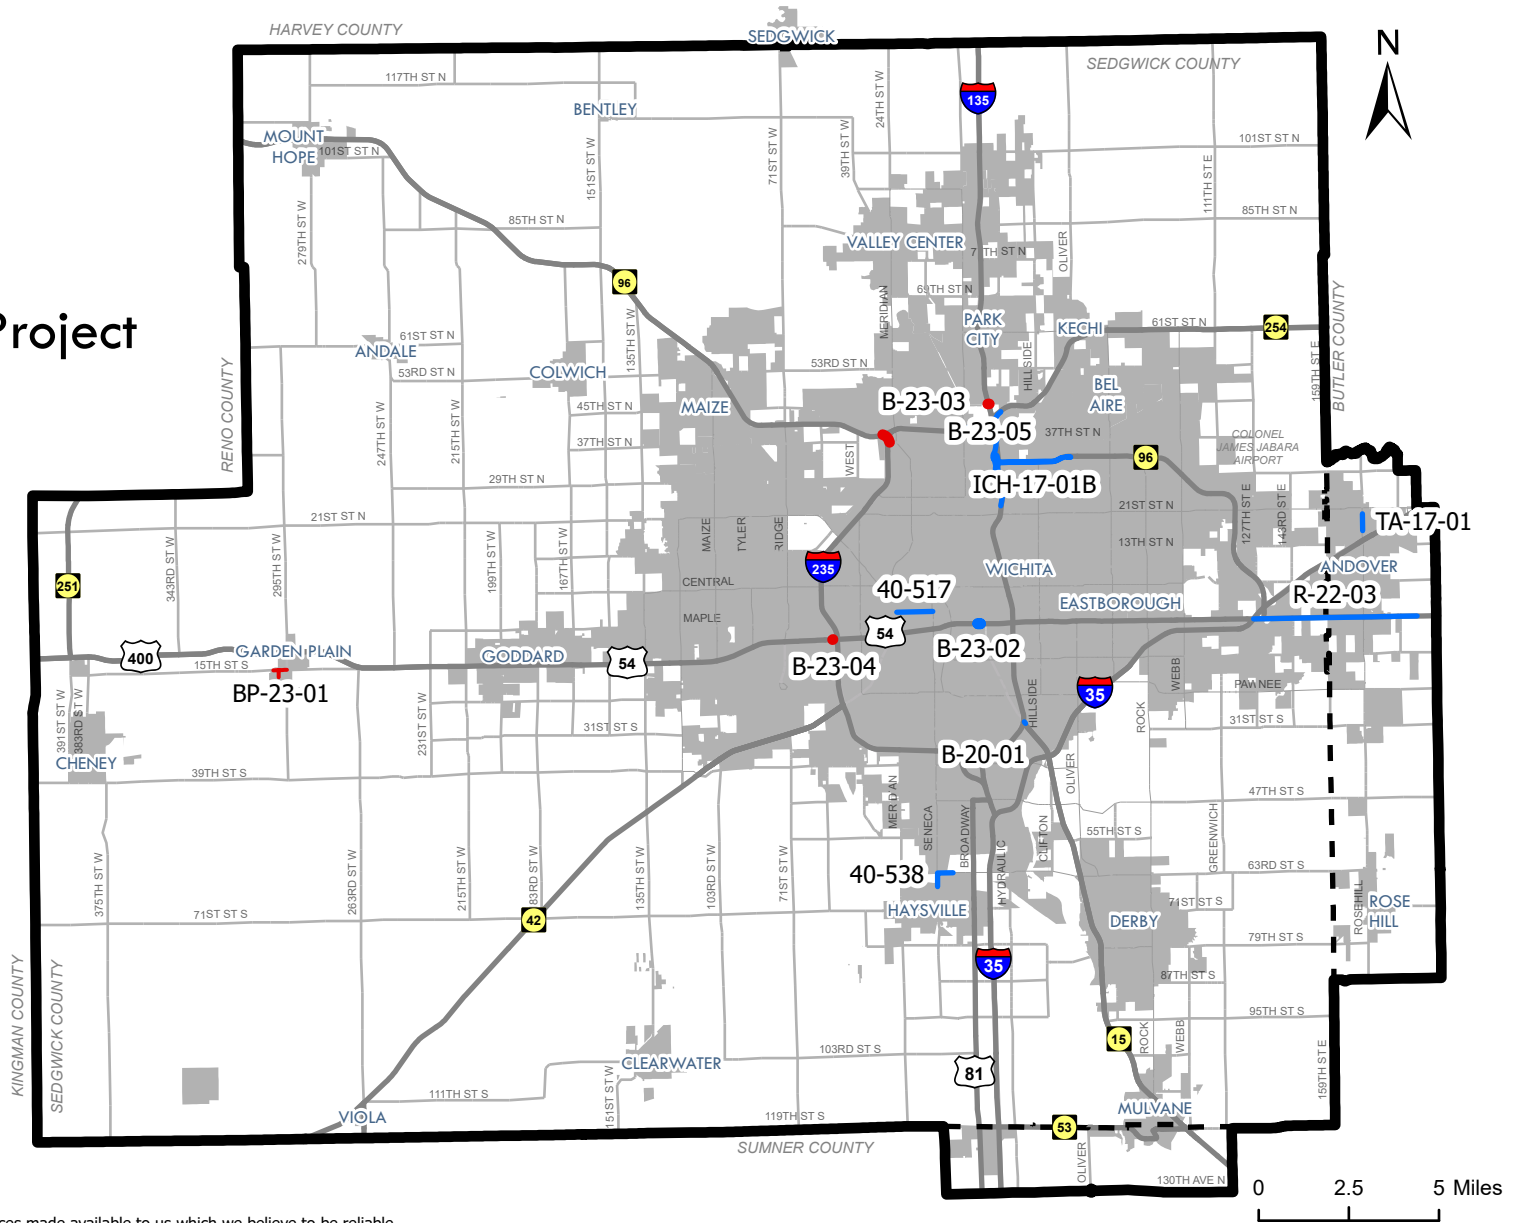 HARVEY COUNTY
SEDGWICK
SEDGWICK COUNTY
N
117TH ST N
BENTLEY
24TH ST W
135
MOUNT
HOPE
101ST ST N
151ST ST W
71ST ST W
39TH ST W
101ST ST N
111TH ST E
279TH ST W
85TH ST N
85TH ST N
VALLEY CENTER
OLIVER
96
69TH ST N
MERIDIAN
Project
PARK
CITY
KECHI
61ST ST N
254
BUTLER COUNTY
159TH ST E
61ST ST N
ANDALE
135TH ST W
53RD ST N
COLWICH
53RD ST N
HILLSIDE
BEL
AIRE
RENO COUNTY
MAIZE
B-23-03
45TH ST N
247TH ST W
215TH ST W
B-23-05
37TH ST N
37TH ST N
COLONEL
JAMES JABARA
AIRPORT
WEST
96
29TH ST N
ICH-17-01B
21ST ST N
21ST ST N
127TH ST E
143RD ST E
TA-17-01
MAIZE
TYLER
RIDGE
13TH ST N
343RD ST W
295TH ST W
199TH ST W
167TH ST W
235
WICHITA
ANDOVER
251
CENTRAL
40-517
EASTBOROUGH
R-22-03
MAPLE
54
400
GARDEN PLAIN
15TH ST S
GODDARD
54
B-23-04
B-23-02
BP-23-01
35
WEBB
PAWNEE
391ST ST W
383RD ST W
231ST ST W
31ST ST S
HILLSIDE
ROCK
31ST ST S
CHENEY
39TH ST S
B-20-01
OLIVER
47TH ST S
SENECA
BROADWAY
CLIFTON
55TH ST S
GREENWICH
375TH ST W
263RD ST W
215TH ST W
135TH ST W
103RD ST W
71ST ST W
40-538
HYDRAULIC
63RD ST S
71ST ST S
42
HAYSVILLE
DERBY
71ST ST S
ROSEHILL
ROSE
HILL
79TH ST S
35
87TH ST S
KINGMAN COUNTY
SEDGWICK COUNTY
95TH ST S
15
ROCK
WEBB
103RD ST S
CLEARWATER
81
159TH ST E
111TH ST S
151ST ST W
VIOLA
119TH ST S
MULVANE
53
SUMNER COUNTY
OLIVER
130TH AVE N
0 2.5 5 Miles